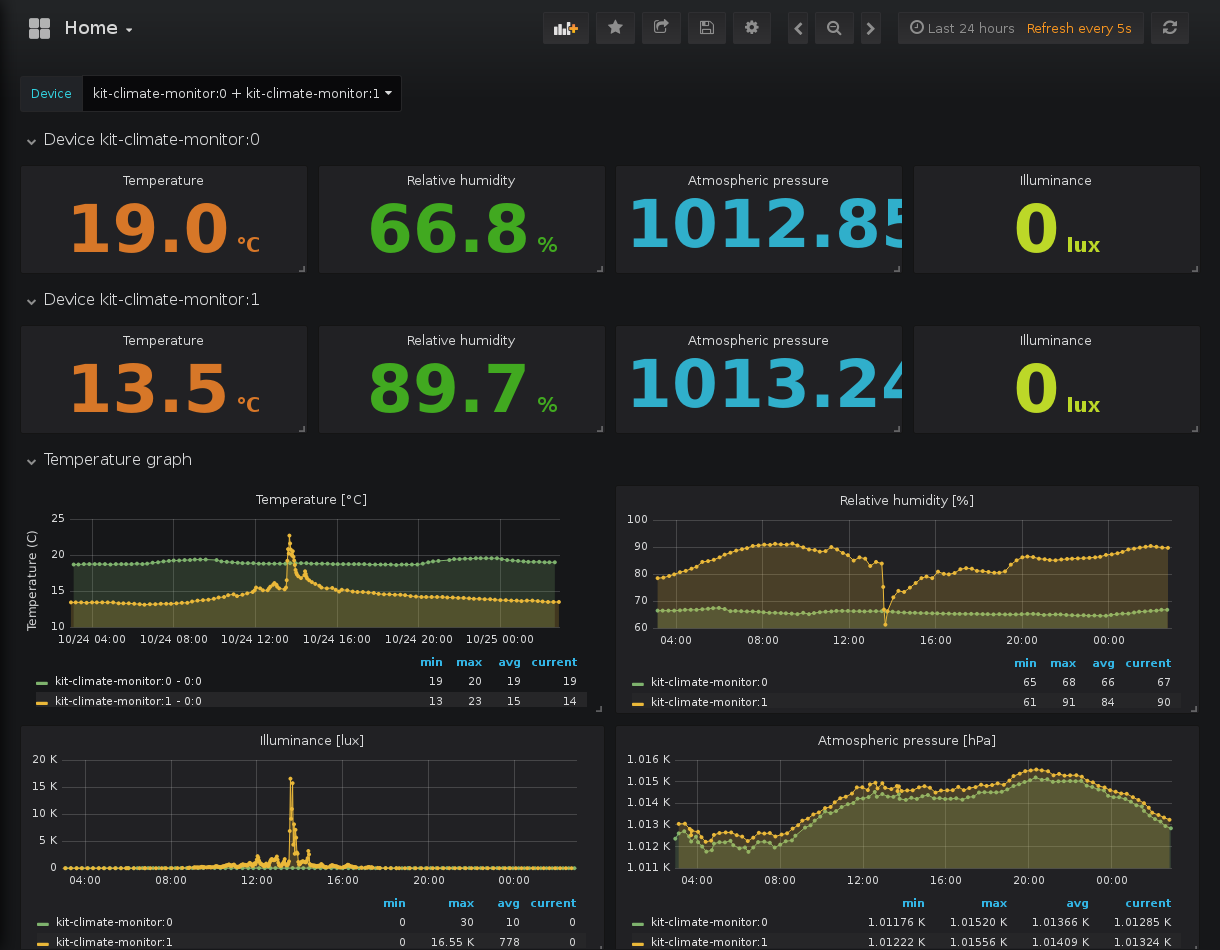 Home
Last 24 hours Refresh every 5s
Device kit-climate-monitor:0 + kit-climate-monitor:1
Device kit-climate-monitor:0
Temperature Relative humidity Atmospheric pressure Illuminance
19.0 °C 66.8 % 1012.85 0 lux
Device kit-climate-monitor:1
Temperature Relative humidity Atmospheric pressure Illuminance
13.5 °C 89.7 % 1013.24 0 lux
Temperature graph
Temperature [°C]
Temperature (C)
25
20
15
10
10/24 04:00 10/24 08:00 10/24 12:00 10/24 16:00 10/24 20:00 10/25 00:00
min max avg current
kit-climate-monitor:0 - 0:0 19 20 19 19
kit-climate-monitor:1 - 0:0 13 23 15 14
Relative humidity [%]
100
90
80
70
60
04:00 08:00 12:00 16:00 20:00 00:00
min max avg current
kit-climate-monitor:0 65 68 66 67
kit-climate-monitor:1 61 91 84 90
Illuminance [lux]
20 K
15 K
10 K
5 K
0
04:00 08:00 12:00 16:00 20:00 00:00
min max avg current
kit-climate-monitor:0 0 30 10 0
kit-climate-monitor:1 0 16.55 K 778 0
Atmospheric pressure [hPa]
1.016 K
1.015 K
1.014 K
1.013 K
1.012 K
1.011 K
04:00 08:00 12:00 16:00 20:00 00:00
min max avg current
kit-climate-monitor:0 1.01176 K 1.01520 K 1.01366 K 1.01285 K
kit-climate-monitor:1 1.01222 K 1.01556 K 1.01409 K 1.01324 K